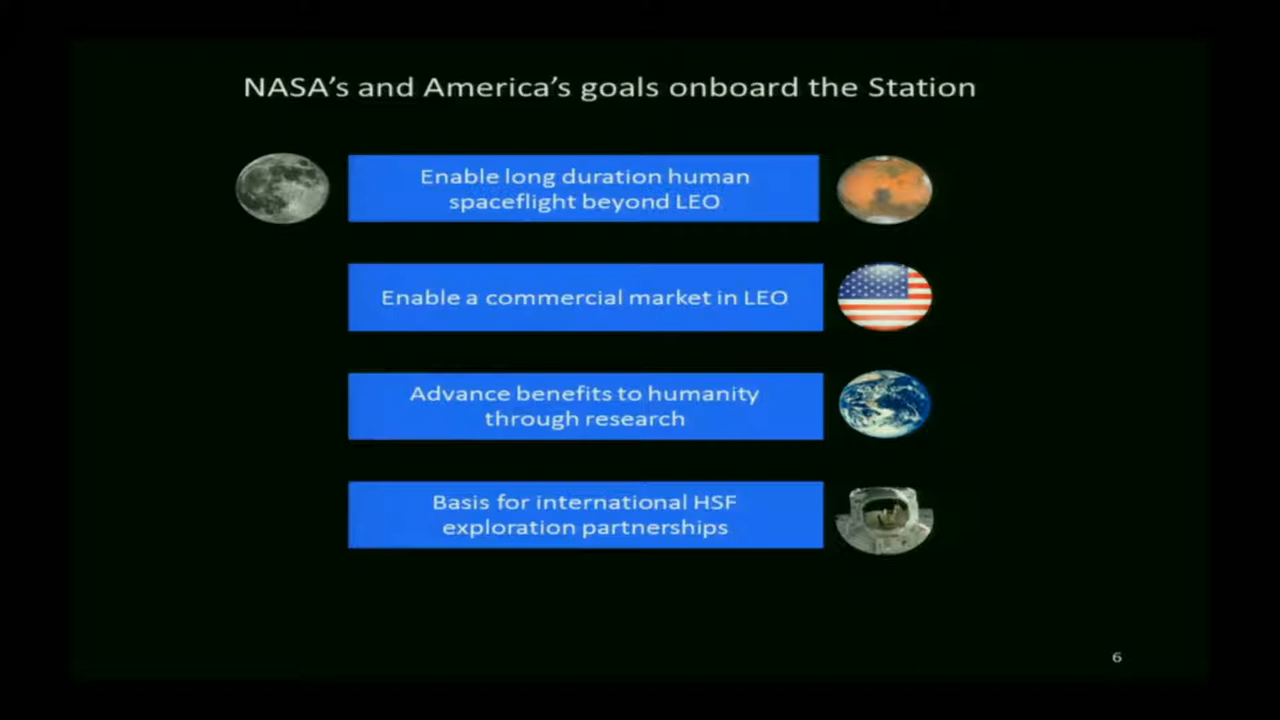 NASA’s and America’s goals onboard the Station
Enable long duration human
spaceflight beyond LEO
Enable a commercial market in LEO
Advance benefits to humanity
through research
Basis for international HSF
exploration partnerships
6